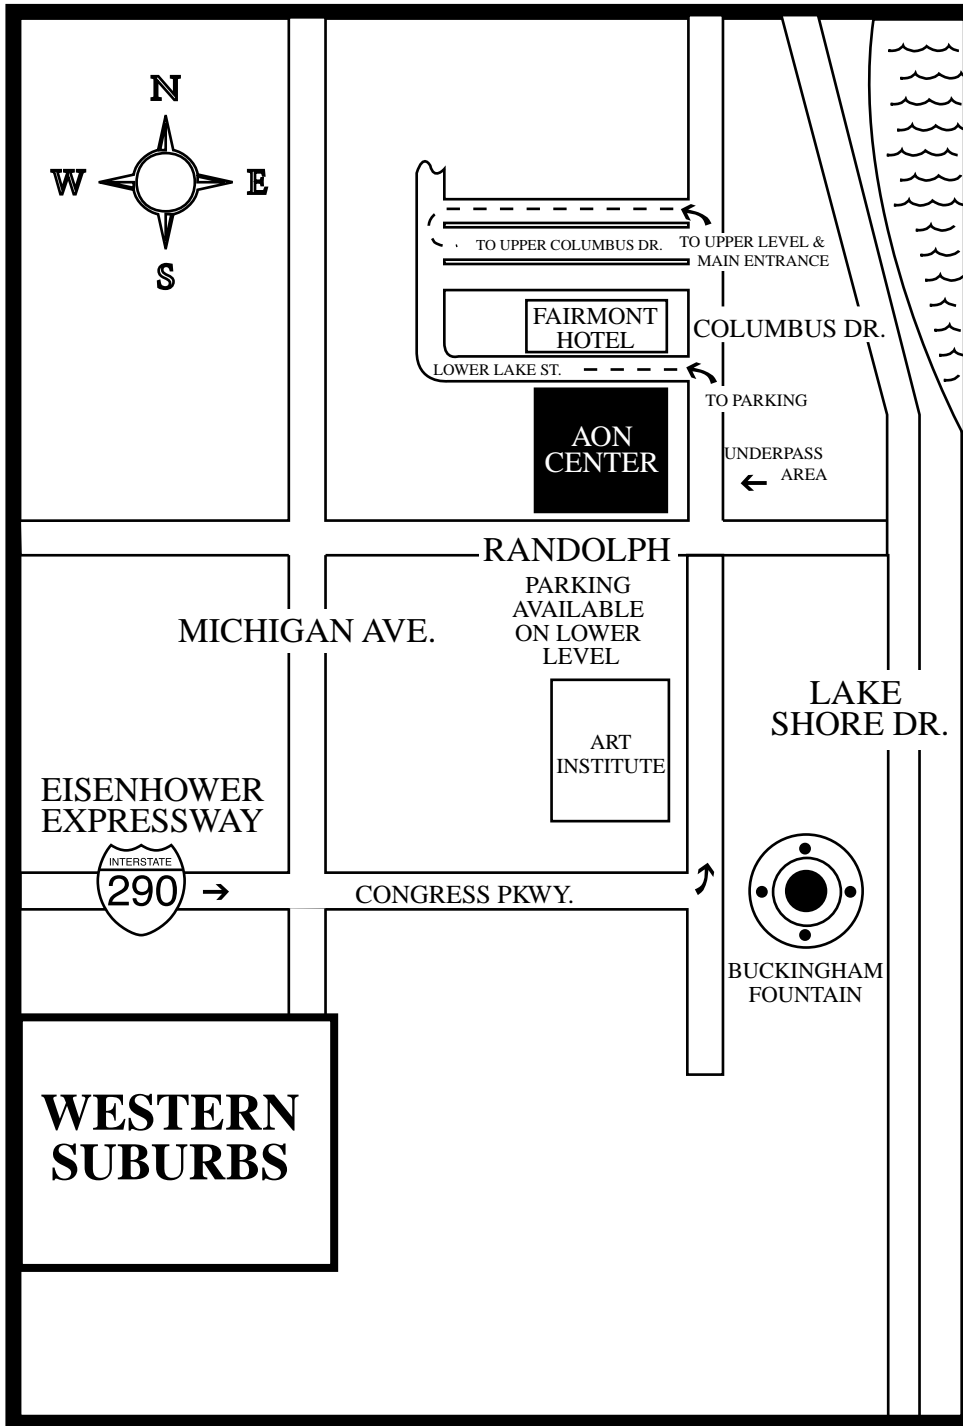 N
W
E
S
TO UPPER COLUMBUS DR.
TO UPPER LEVEL &
MAIN ENTRANCE
FAIRMONT
HOTEL
COLUMBUS DR.
LOWER LAKE ST.
TO PARKING
AON
CENTER
UNDERPASS
AREA
RANDOLPH
PARKING
AVAILABLE
ON LOWER
LEVEL
MICHIGAN AVE.
LAKE
SHORE DR.
ART
INSTITUTE
EISENHOWER
EXPRESSWAY
INTERSTATE
290
CONGRESS PKWY.
BUCKINGHAM
FOUNTAIN
WESTERN
SUBURBS